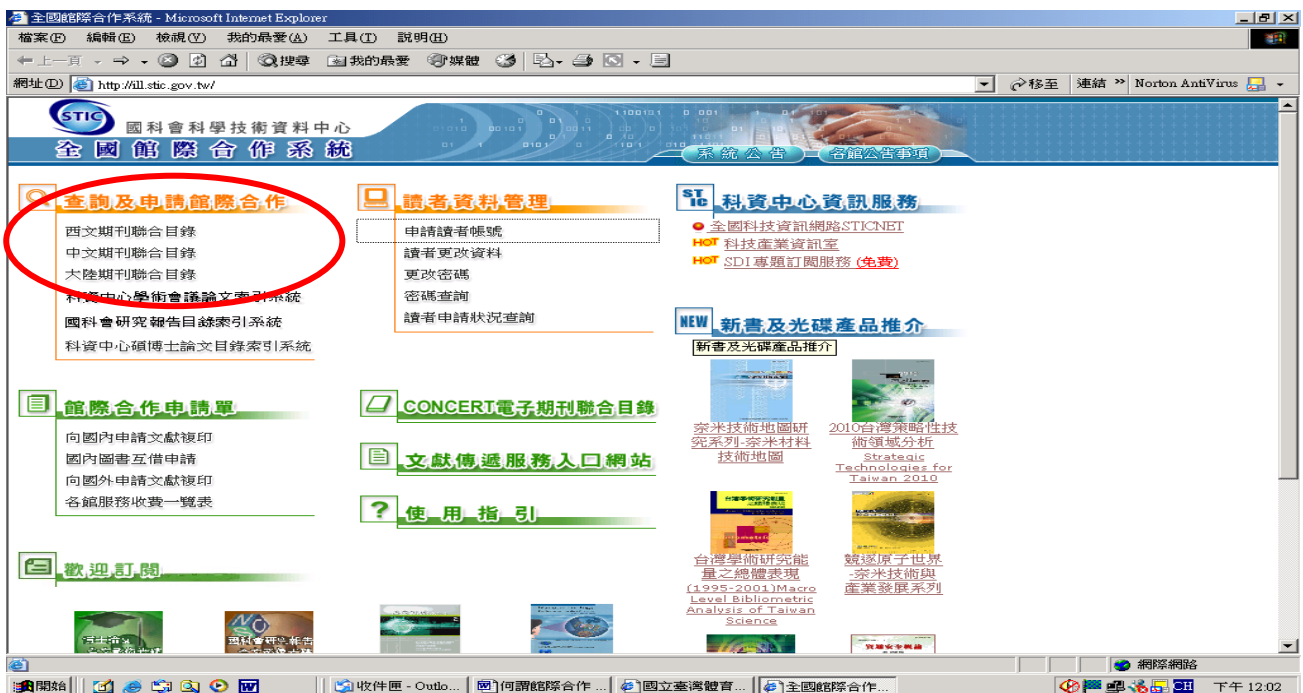 全國館際合作系統 - Microsoft Internet Explorer
檔案(F) 編輯(E) 檢視(V) 我的最愛(A) 工具(T) 說明(H)
上一頁 搜尋 我的最愛 媒體
網址(D) http://ill.stic.gov.tw/ 移至 連結 » Norton AntiVirus
STIC 國科會科學技術資料中心
全國館際合作系統
系統公告 各館公告事項
查詢及申請館際合作
西文期刊聯合目錄
中文期刊聯合目錄
大陸期刊聯合目錄
科資中心學術會議論文索引系統
國科會研究報告目錄索引系統
科資中心碩博士論文目錄索引系統
讀者資料管理
申請讀者帳號
讀者更改資料
更改密碼
密碼查詢
讀者申請狀況查詢
STIC 科資中心資訊服務
全國科技資訊網路STICNET
HOT 科技產業資訊室
HOT SDI專題訂閱服務 (免費)
NEW 新書及光碟產品推介
新書及光碟產品推介
奈米技術地圖研
究系列-奈米材料
技術地圖
2010台灣策略性技
術領域分析
Strategic
Technologies for
Taiwan 2010
台灣學術研究能
量之總體表現
(1995-2001)Macro
Level Bibliometric
Analysis of Taiwan
Science
競逐原子世界
-奈米技術與
產業發展系列
館際合作申請單
向國內申請文獻複印
國內圖書互借申請
向國外申請文獻複印
各館服務收費一覽表
CONCERT電子期刊聯合目錄
文獻傳遞服務入口網站
? 使用指引
歡迎訂閱
國科會研究報告
網際網路
開始 收件匣 - Outlo... 何謂館際合作 ... 國立臺灣體育... 全國館際合作... CH 下午 12:02